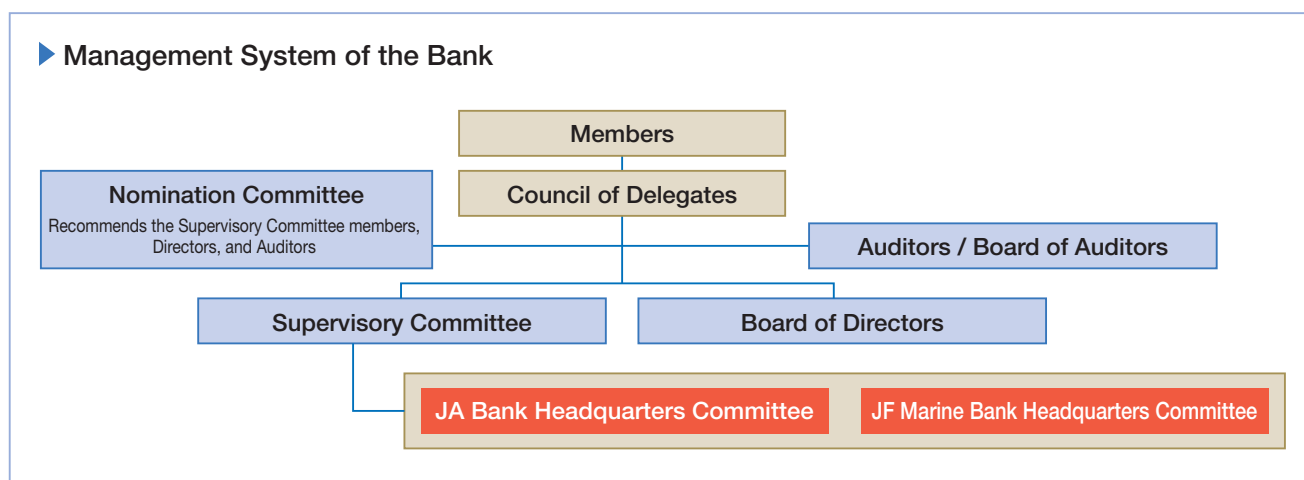 Management System of the Bank
Members
Council of Delegates
Nomination Committee
Recommends the Supervisory Committee members,
Directors, and Auditors
Auditors / Board of Auditors
Supervisory Committee
Board of Directors
JA Bank Headquarters Committee
JF Marine Bank Headquarters Committee